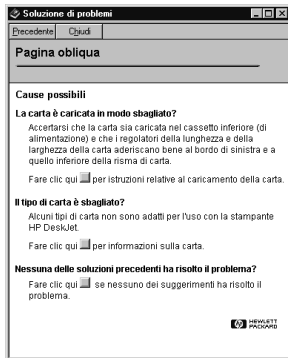 Soluzione di problemi
Precedente Chiudi
Pagina obliqua
Cause possibili
La carta è caricata in modo sbagliato?
Accertarsi che la carta sia caricata nel cassetto inferiore (di
alimentazione) e che i regolatori della lunghezza e della
larghezza della carta aderiscano bene al bordo di sinistra e a
quello inferiore della risma di carta.
Fare clic qui per istruzioni relative al caricamento della carta.
Il tipo di carta è sbagliato?
Alcuni tipi di carta non sono adatti per l'uso con la stampante
HP DeskJet.
Fare clic qui per informazioni sulla carta.
Nessuna delle soluzioni precedenti ha risolto il problema?
Fare clic qui se nessuno dei suggerimenti ha risolto il
problema.
HEWLETT
PACKARD